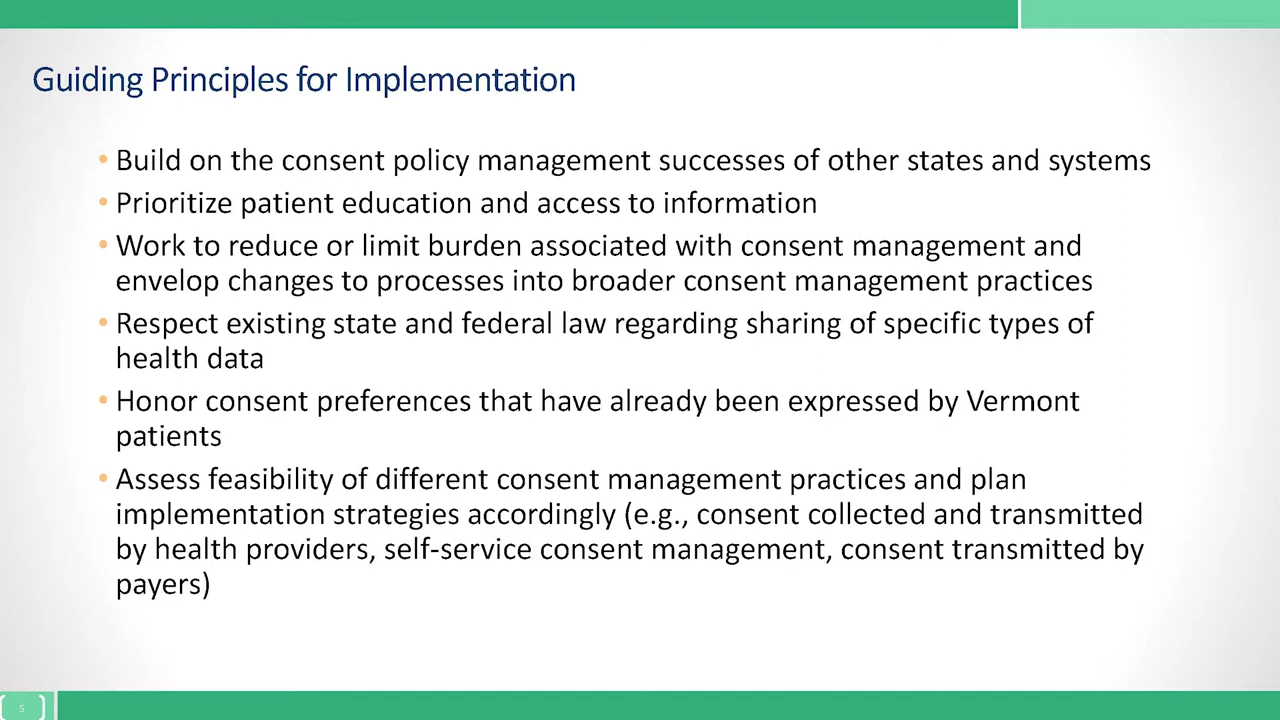 Guiding Principles for Implementation
• Build on the consent policy management successes of other states and systems
• Prioritize patient education and access to information
• Work to reduce or limit burden associated with consent management and
envelop changes to processes into broader consent management practices
• Respect existing state and federal law regarding sharing of specific types of
health data
• Honor consent preferences that have already been expressed by Vermont
patients
• Assess feasibility of different consent management practices and plan
implementation strategies accordingly (e.g., consent collected and transmitted
by health providers, self-service consent management, consent transmitted by
payers)
5